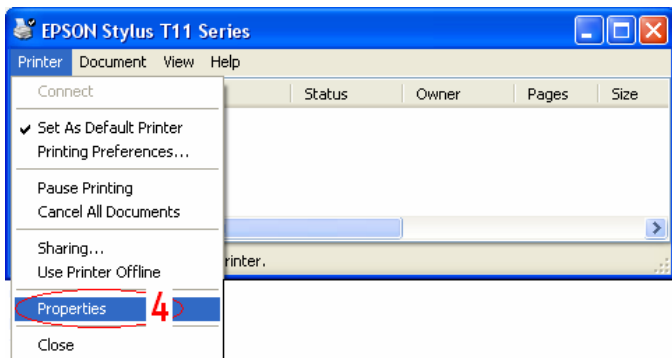 EPSON Stylus T11 Series
Printer Document View Help
Connect
Status Owner Pages Size
Set As Default Printer
Printing Preferences...
Pause Printing
Cancel All Documents
Sharing...
rinter.
Use Printer Offline
Properties 4
Close